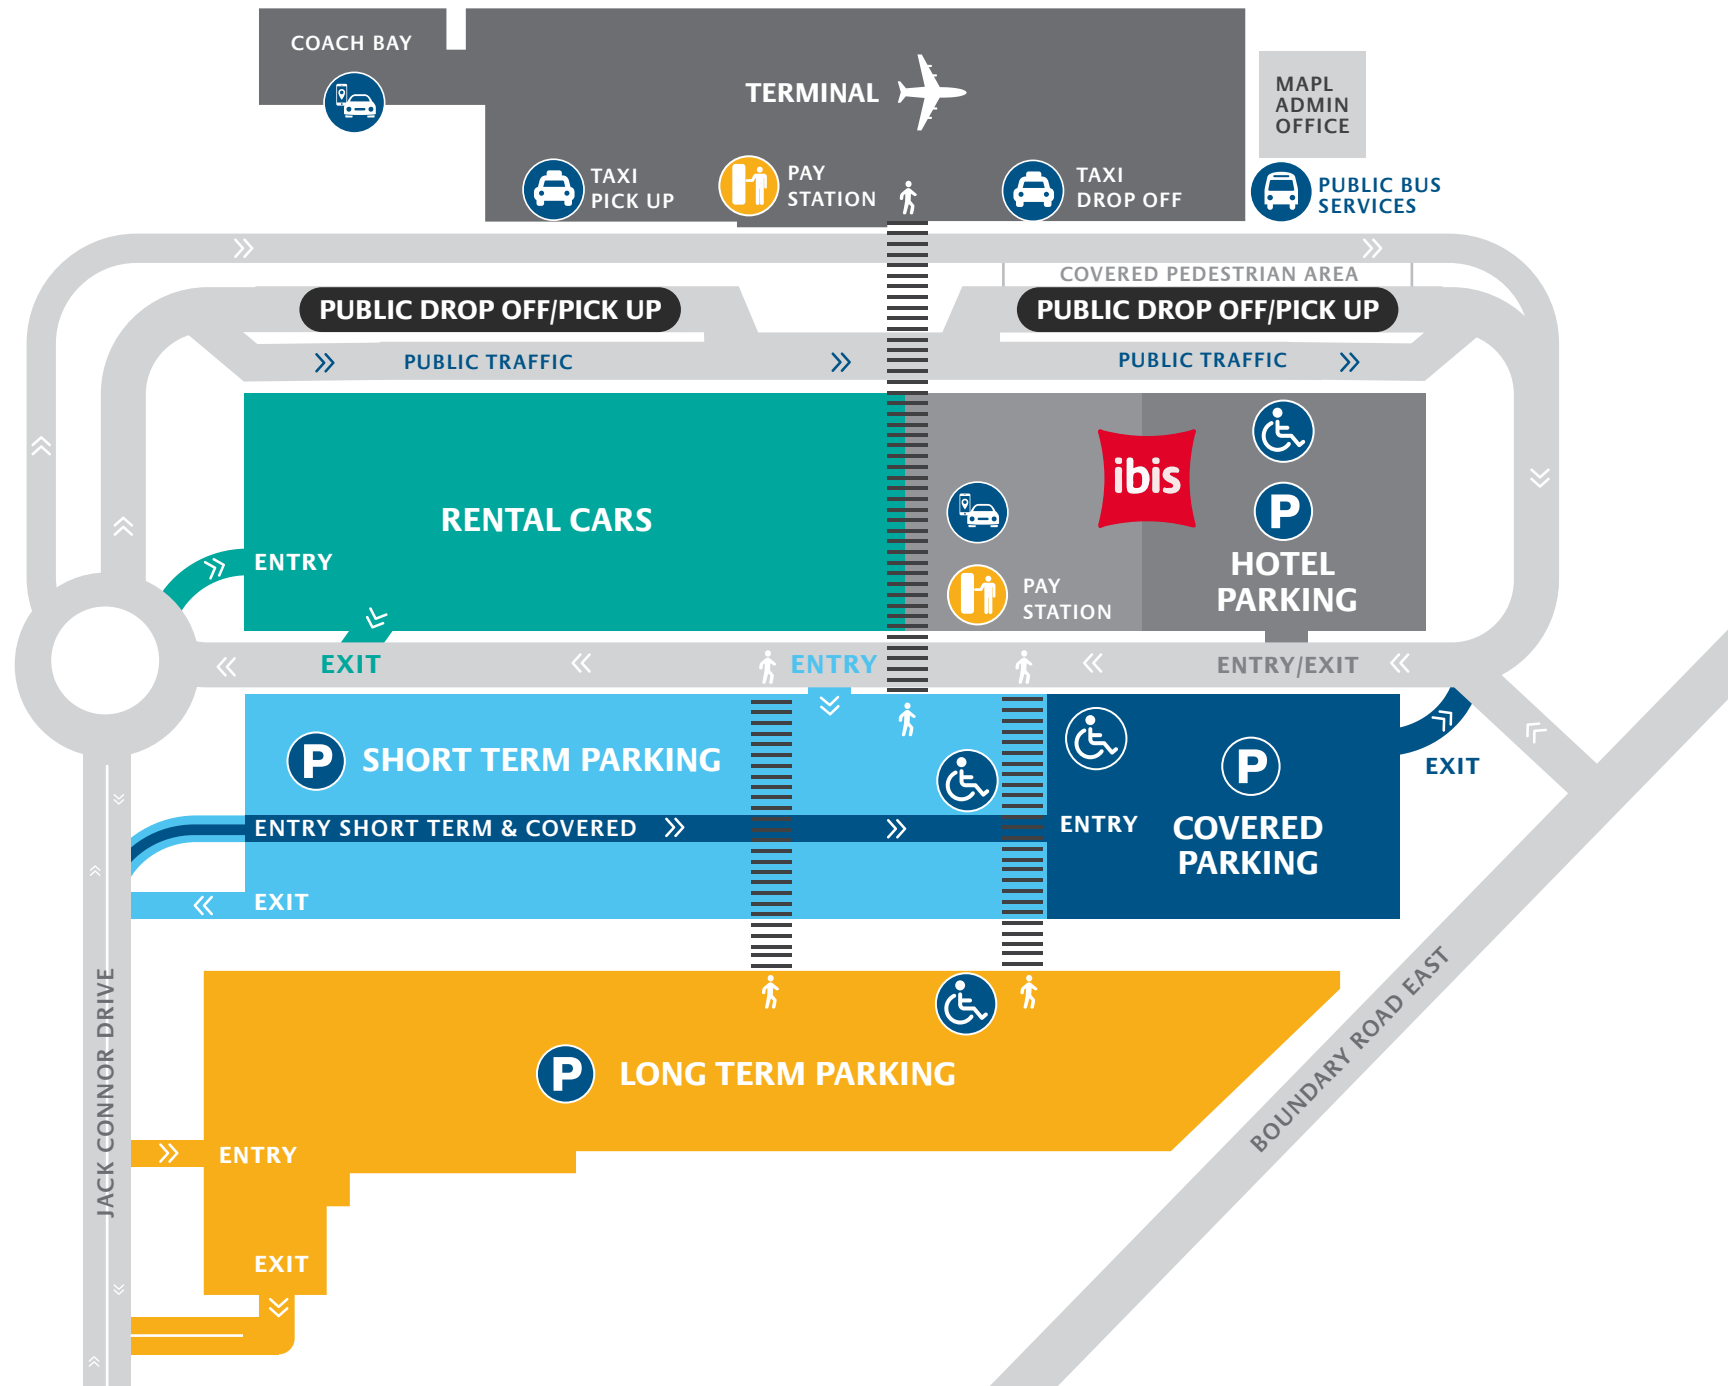 COACH BAY
TERMINAL
MAPL
ADMIN
OFFICE
TAXI
PICK UP
PAY
STATION
TAXI
DROP OFF
PUBLIC BUS
SERVICES
COVERED PEDESTRIAN AREA
PUBLIC DROP OFF/PICK UP
PUBLIC DROP OFF/PICK UP
PUBLIC TRAFFIC
PUBLIC TRAFFIC
ibis
RENTAL CARS
P
ENTRY
HOTEL
PARKING
PAY
STATION
EXIT
ENTRY
ENTRY/EXIT
P
SHORT TERM PARKING
P
EXIT
ENTRY SHORT TERM & COVERED
ENTRY
COVERED
PARKING
EXIT
JACK CONNOR DRIVE
BOUNDARY ROAD EAST
P
LONG TERM PARKING
ENTRY
EXIT